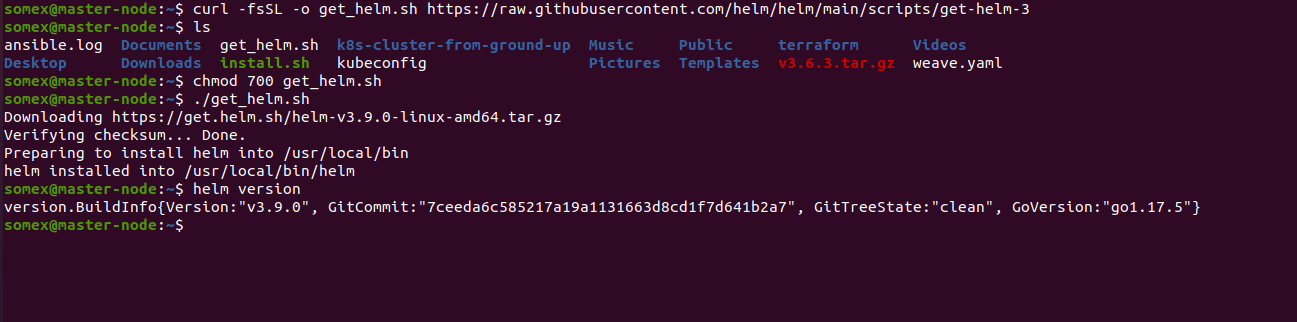 somex@master-node:~$ curl -fsSL -o get_helm.sh https://raw.githubusercontent.com/helm/helm/main/scripts/get-helm-3
somex@master-node:~$ ls
ansible.log  Documents  get_helm.sh  k8s-cluster-from-ground-up  Music     Public     terraform      Videos
Desktop      Downloads  install.sh   kubeconfig                  Pictures  Templates  v3.6.3.tar.gz  weave.yaml
somex@master-node:~$ chmod 700 get_helm.sh
somex@master-node:~$ ./get_helm.sh
Downloading https://get.helm.sh/helm-v3.9.0-linux-amd64.tar.gz
Verifying checksum... Done.
Preparing to install helm into /usr/local/bin
helm installed into /usr/local/bin/helm
somex@master-node:~$ helm version
version.BuildInfo{Version:"v3.9.0", GitCommit:"7ceeda6c585217a19a1131663d8cd1f7d641b2a7", GitTreeState:"clean", GoVersion:"go1.17.5"}
somex@master-node:~$